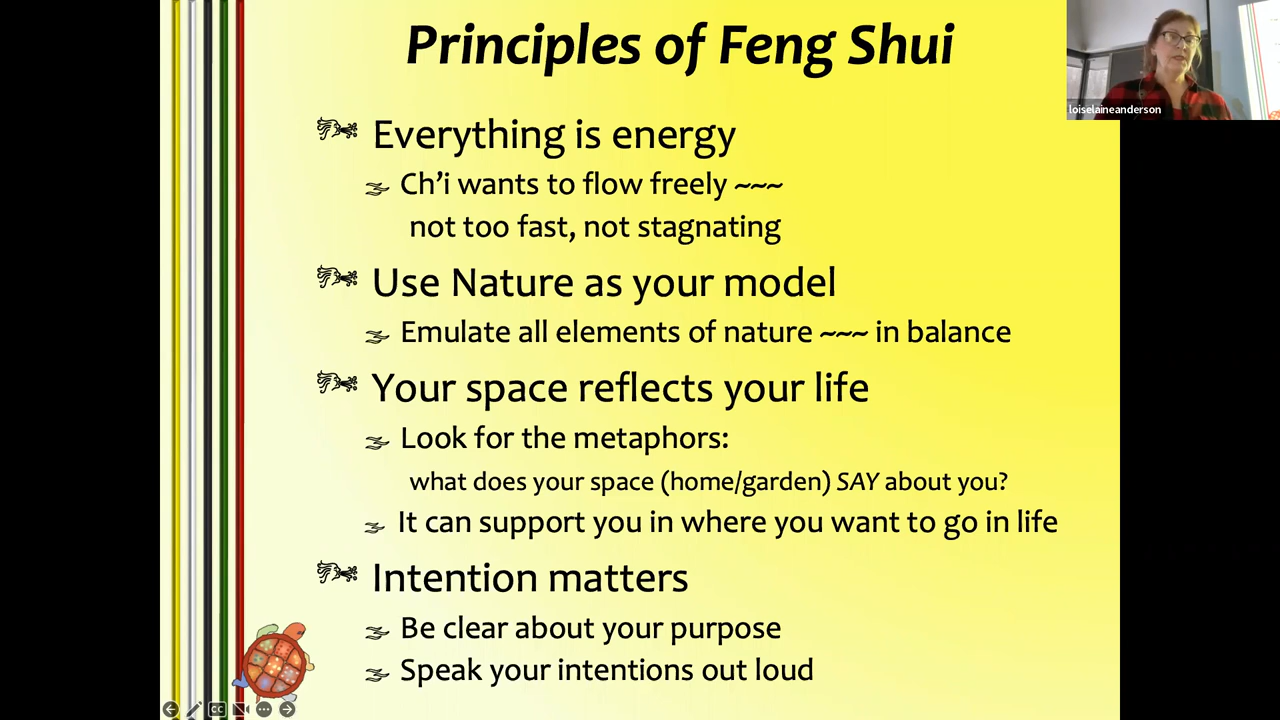 Principles of Feng Shui
loiselaineanderson
Everything is energy
Ch'i wants to flow freely ~~~
not too fast, not stagnating
Use Nature as your model
Emulate all elements of nature ~~~ in balance
Your space reflects your life
Look for the metaphors:
what does your space (home/garden) SAY about you?
It can support you in where you want to go in life
Intention matters
Be clear about your purpose
Speak your intentions out loud
CC